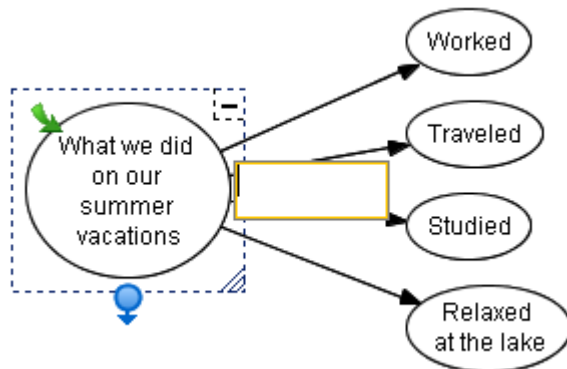 What we did
on our
summer
vacations
Worked
Traveled
Studied
Relaxed
at the lake